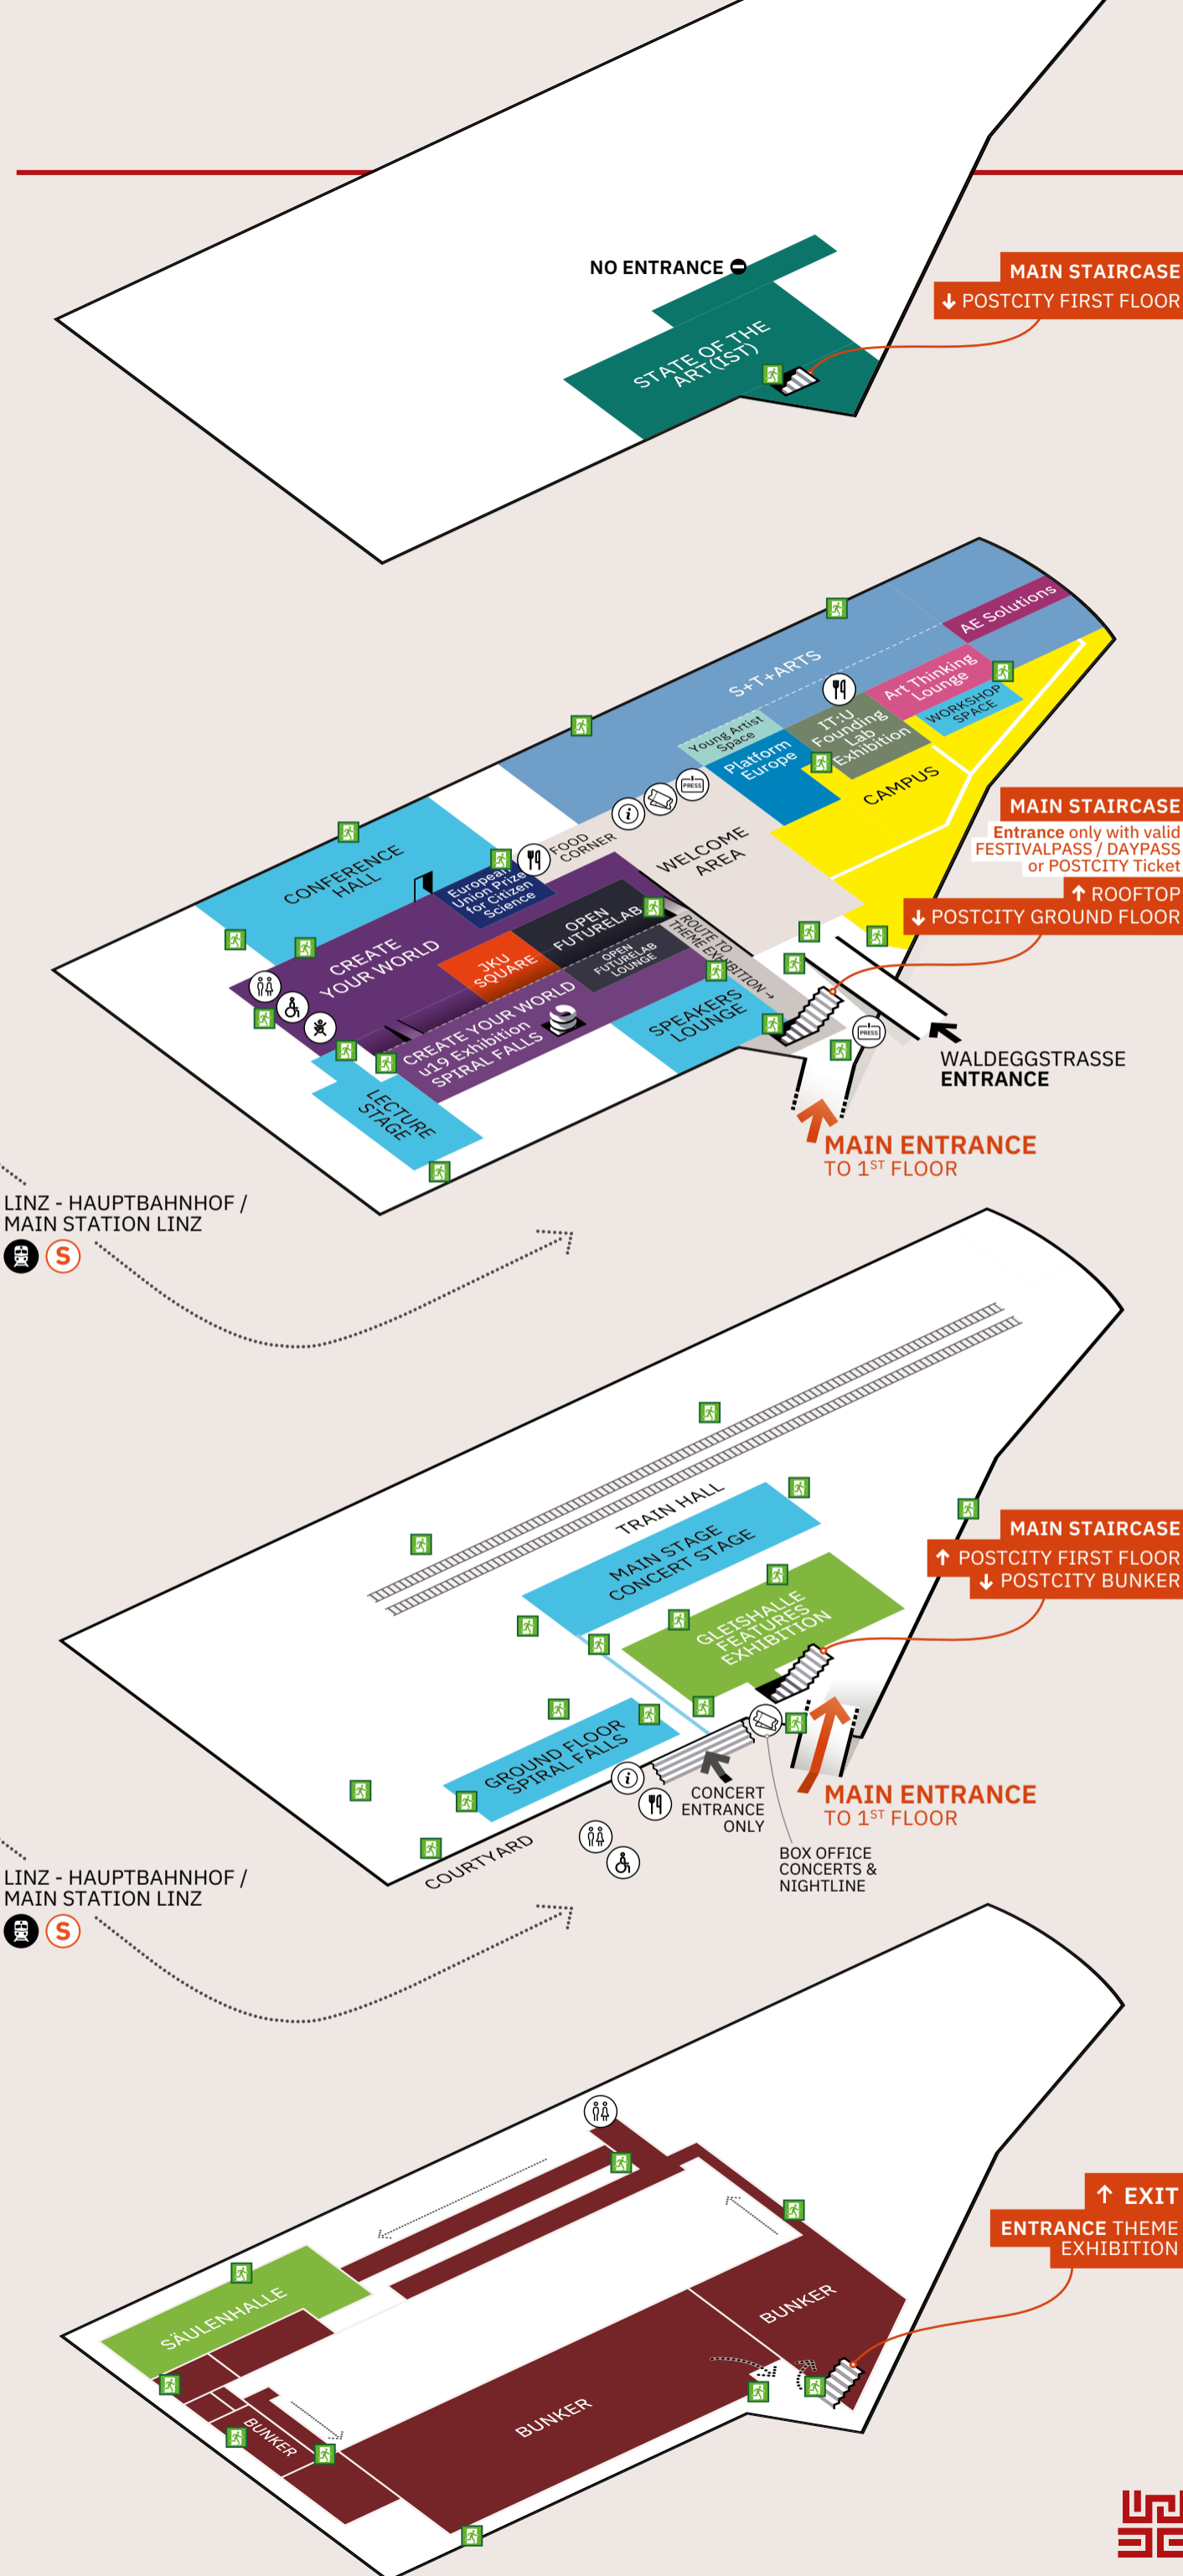 NO ENTRANCE
MAIN STAIRCASE
↓ POSTCITY FIRST FLOOR
STATE OF THE
ART(IST)
AE Solutions
S+T+ARTS
Art Thinking
Lounge
WORKSHOP
SPACE
Young Artist
Space
IT:U
Founding
Lab
Exhibition
Platform
Europe
CAMPUS
PRESS
i
FOOD
CORNER
WELCOME
AREA
CONFERENCE
HALL
European
Union Prize
for Citizen
Science
MAIN STAIRCASE
Entrance only with valid
FESTIVALPASS / DAYPASS
or POSTCITY Ticket
↑ ROOFTOP
↓ POSTCITY GROUND FLOOR
CREATE
YOUR WORLD
OPEN
FUTURELAB
JKU
SQUARE
OPEN
FUTURELAB
LOUNGE
ROUTE TO
THEME EXHIBITION →
CREATE YOUR WORLD
u19 Exhibition
SPIRAL FALLS
SPEAKERS
LOUNGE
PRESS
LECTURE
STAGE
WALDEGGSTRASSE
ENTRANCE
MAIN ENTRANCE
TO 1ST FLOOR
LINZ - HAUPTBAHNHOF /
MAIN STATION LINZ
S
TRAIN HALL
MAIN STAGE
CONCERT STAGE
MAIN STAIRCASE
↑ POSTCITY FIRST FLOOR
↓ POSTCITY BUNKER
GLEISHALLE
FEATURES
EXHIBITION
GROUND FLOOR
SPIRAL FALLS
i
CONCERT
ENTRANCE
ONLY
MAIN ENTRANCE
TO 1ST FLOOR
BOX OFFICE
CONCERTS &
NIGHTLINE
COURTYARD
LINZ - HAUPTBAHNHOF /
MAIN STATION LINZ
S
↑ EXIT
ENTRANCE THEME
EXHIBITION
SÄULENHALLE
BUNKER
BUNKER
BUNKER